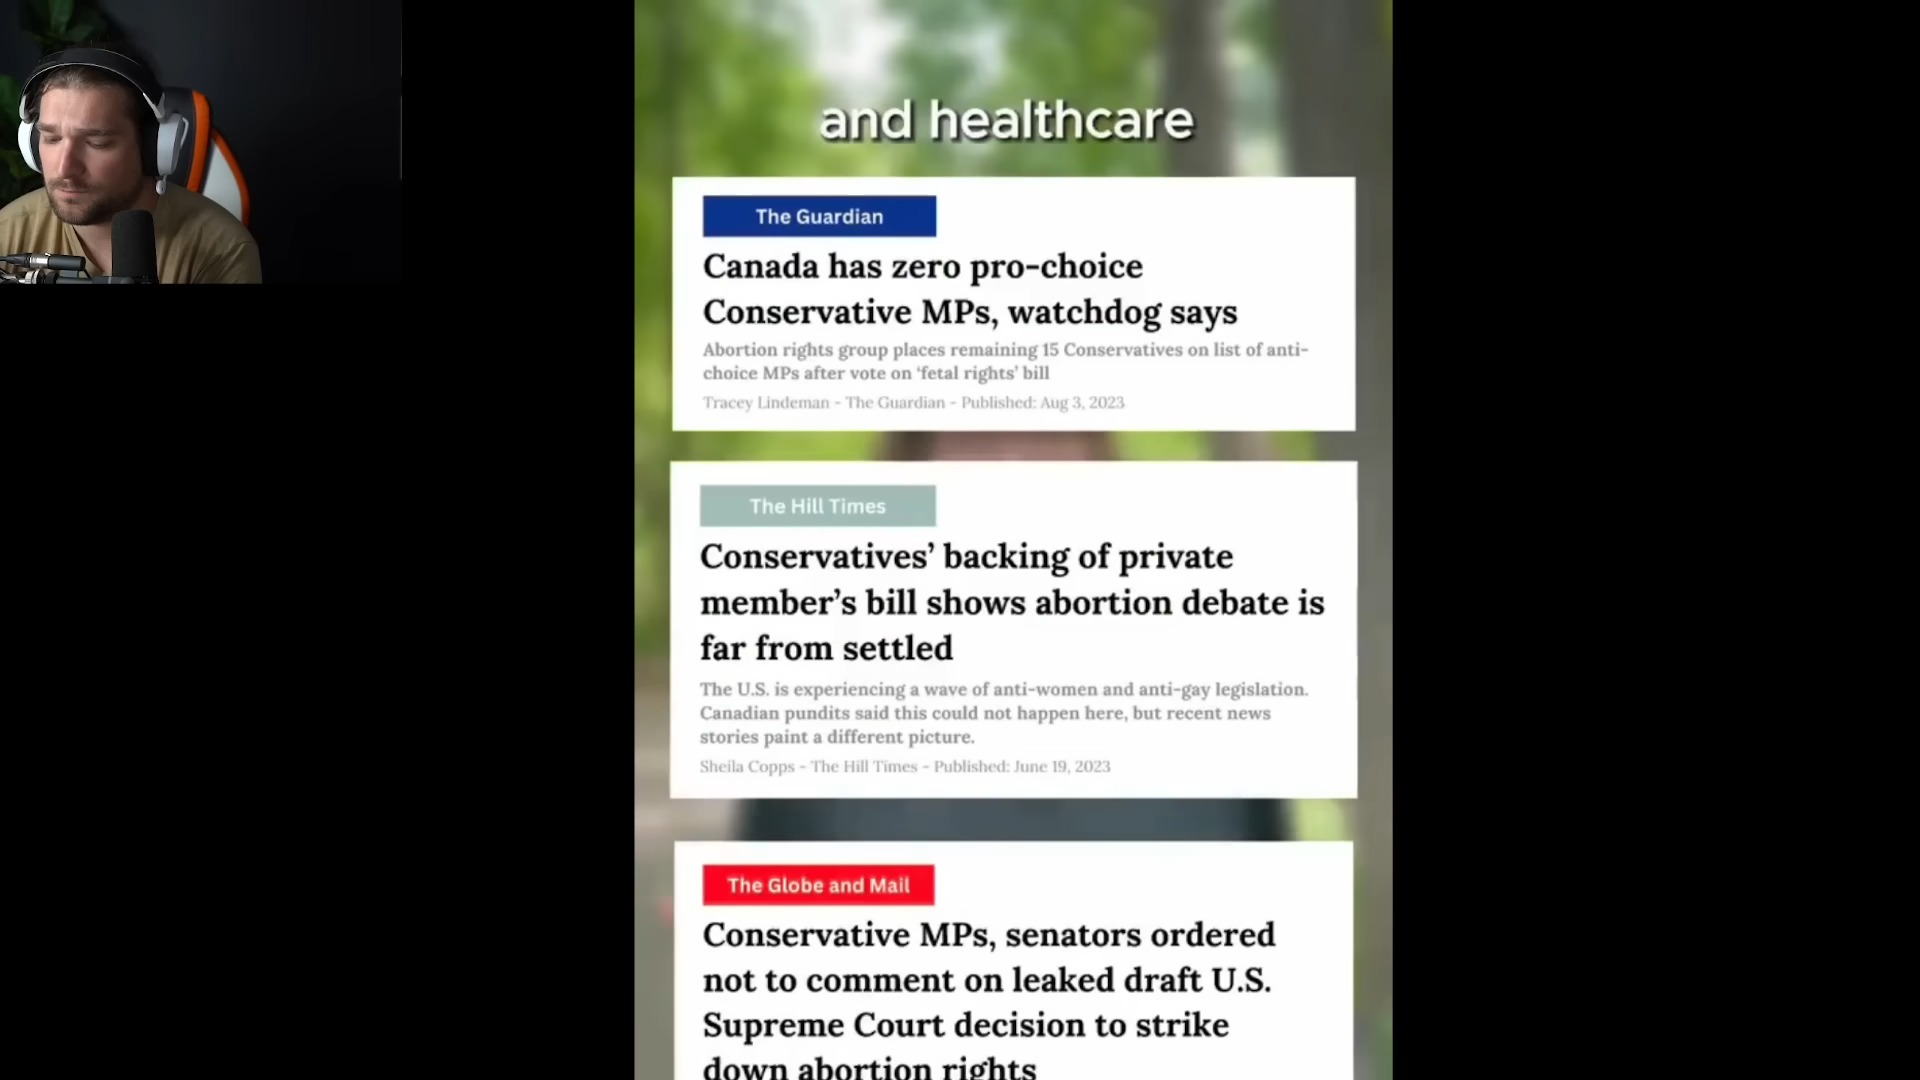 and healthcare
The Guardian
Canada has zero pro-choice
Conservative MPs, watchdog says
Abortion rights group places remaining 15 Conservatives on list of anti-
choice MPs after vote on ‘fetal rights’ bill
Tracey Lindeman - The Guardian - Published: Aug 3, 2023
The Hill Times
Conservatives’ backing of private
member’s bill shows abortion debate is
far from settled
The U.S. is experiencing a wave of anti-women and anti-gay legislation.
Canadian pundits said this could not happen here, but recent news
stories paint a different picture.
Sheila Copps - The Hill Times - Published: June 19, 2023
The Globe and Mail
Conservative MPs, senators ordered
not to comment on leaked draft U.S.
Supreme Court decision to strike
down abortion rights